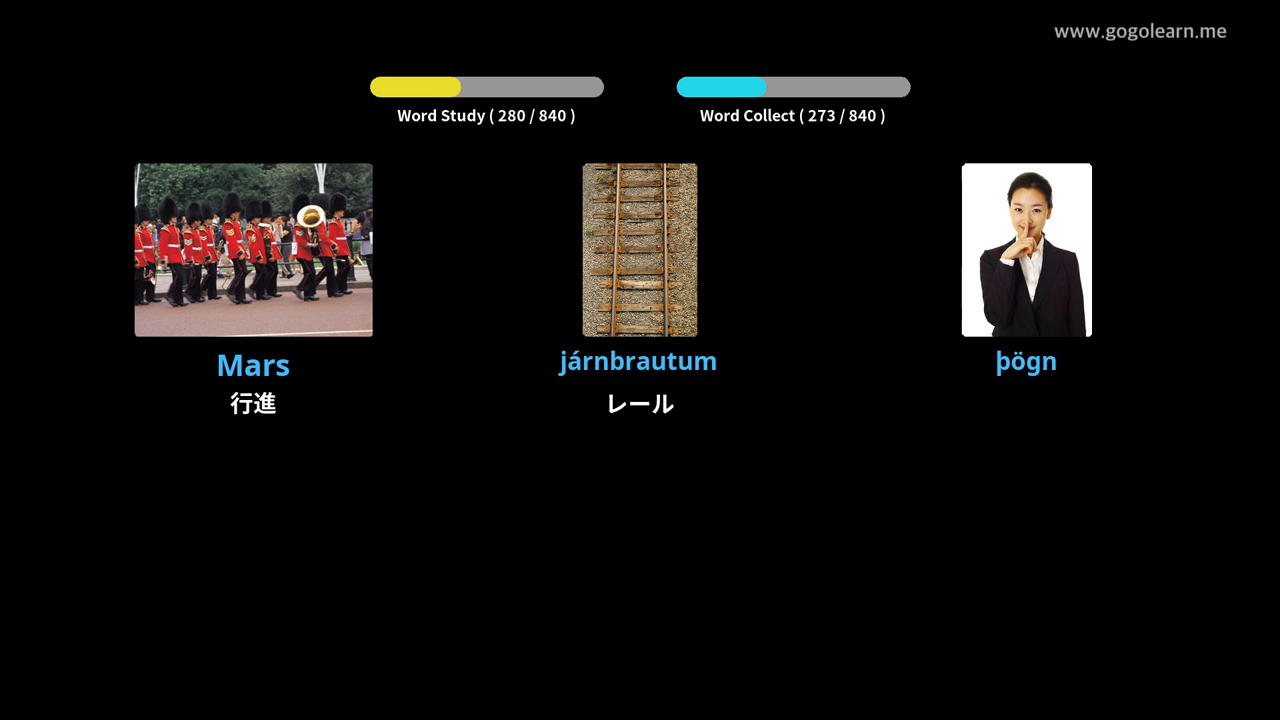 www.gogolearn.me
Word Study ( 280 / 840 )
Word Collect ( 273 / 840 )
Mars
行進
járnbrautum
レール
þögn